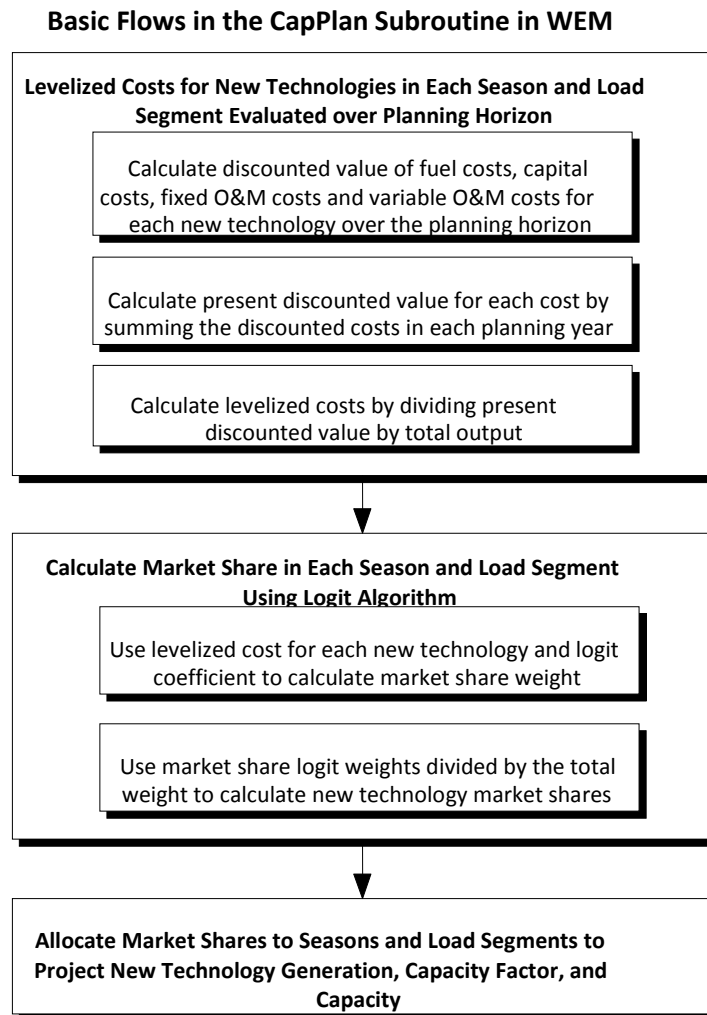 Basic Flows in the CapPlan Subroutine in WEM
Levelized Costs for New Technologies in Each Season and Load
Segment Evaluated over Planning Horizon
Calculate discounted value of fuel costs, capital
costs, fixed O&M costs and variable O&M costs for
each new technology over the planning horizon
Calculate present discounted value for each cost by
summing the discounted costs in each planning year
Calculate levelized costs by dividing present
discounted value by total output
Calculate Market Share in Each Season and Load Segment
Using Logit Algorithm
Use levelized cost for each new technology and logit
coefficient to calculate market share weight
Use market share logit weights divided by the total
weight to calculate new technology market shares
Allocate Market Shares to Seasons and Load Segments to
Project New Technology Generation, Capacity Factor, and
Capacity